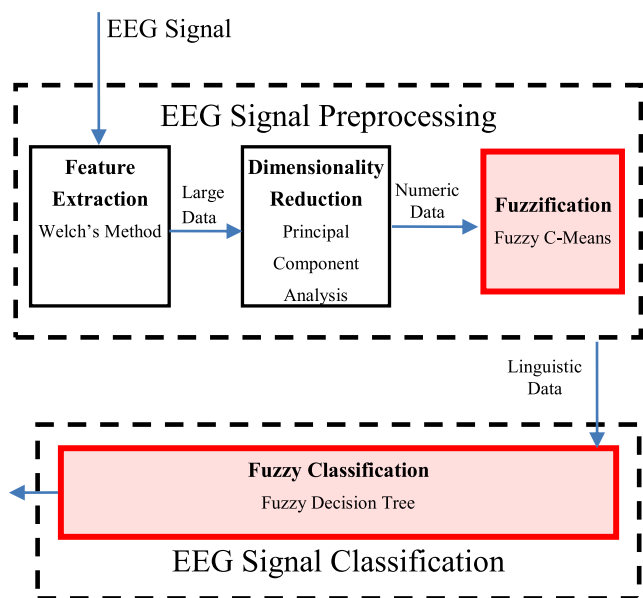 EEG Signal
EEG Signal Preprocessing
Feature
Extraction
Welch's Method
Large
Data
Dimensionality
Reduction
Principal
Component
Analysis
Numeric
Data
Fuzzification
Fuzzy C-Means
Linguistic
Data
Fuzzy Classification
Fuzzy Decision Tree
EEG Signal Classification